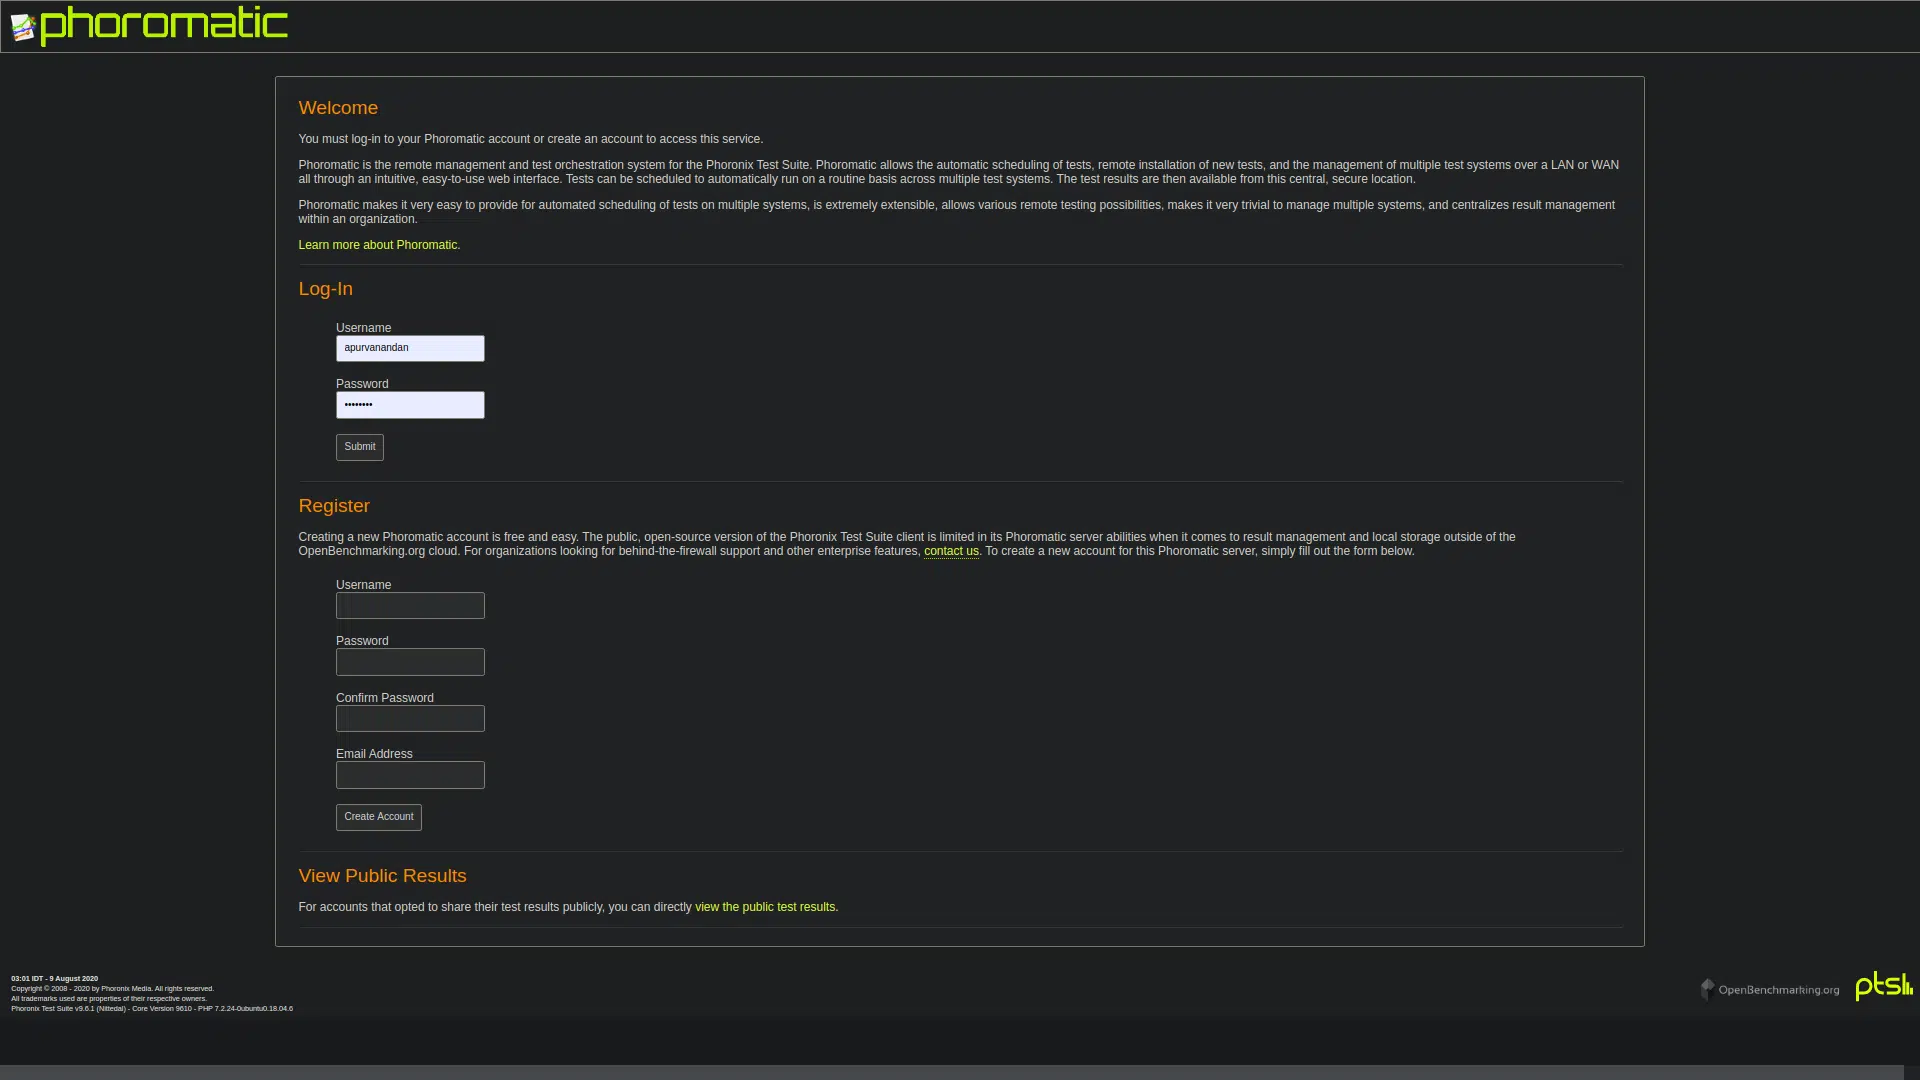 phoromatic
Welcome
You must log-in to your Phoromatic account or create an account to access this service.
Phoromatic is the remote management and test orchestration system for the Phoronix Test Suite. Phoromatic allows the automatic scheduling of tests, remote installation of new tests, and the management of multiple test systems over a LAN or WAN
all through an intuitive, easy-to-use web interface. Tests can be scheduled to automatically run on a routine basis across multiple test systems. The test results are then available from this central, secure location.
Phoromatic makes it very easy to provide for automated scheduling of tests on multiple systems, is extremely extensible, allows various remote testing possibilities, makes it very trivial to manage multiple systems, and centralizes result management
within an organization.
Learn more about Phoromatic.
Log-In
Username
apurvanandan
Password
••••••••
Submit
Register
Creating a new Phoromatic account is free and easy. The public, open-source version of the Phoronix Test Suite client is limited in its Phoromatic server abilities when it comes to result management and local storage outside of the
OpenBenchmarking.org cloud. For organizations looking for behind-the-firewall support and other enterprise features, contact us. To create a new account for this Phoromatic server, simply fill out the form below.
Username
Password
Confirm Password
Email Address
Create Account
View Public Results
For accounts that opted to share their test results publicly, you can directly view the public test results.
03:01 IDT - 9 August 2020
Copyright © 2008 - 2020 by Phoronix Media. All rights reserved.
All trademarks used are properties of their respective owners.
Phoronix Test Suite v9.6.1 (Nittedal) - Core Version 9610 - PHP 7.2.24-0ubuntu0.18.04.6
OpenBenchmarking.org
pts